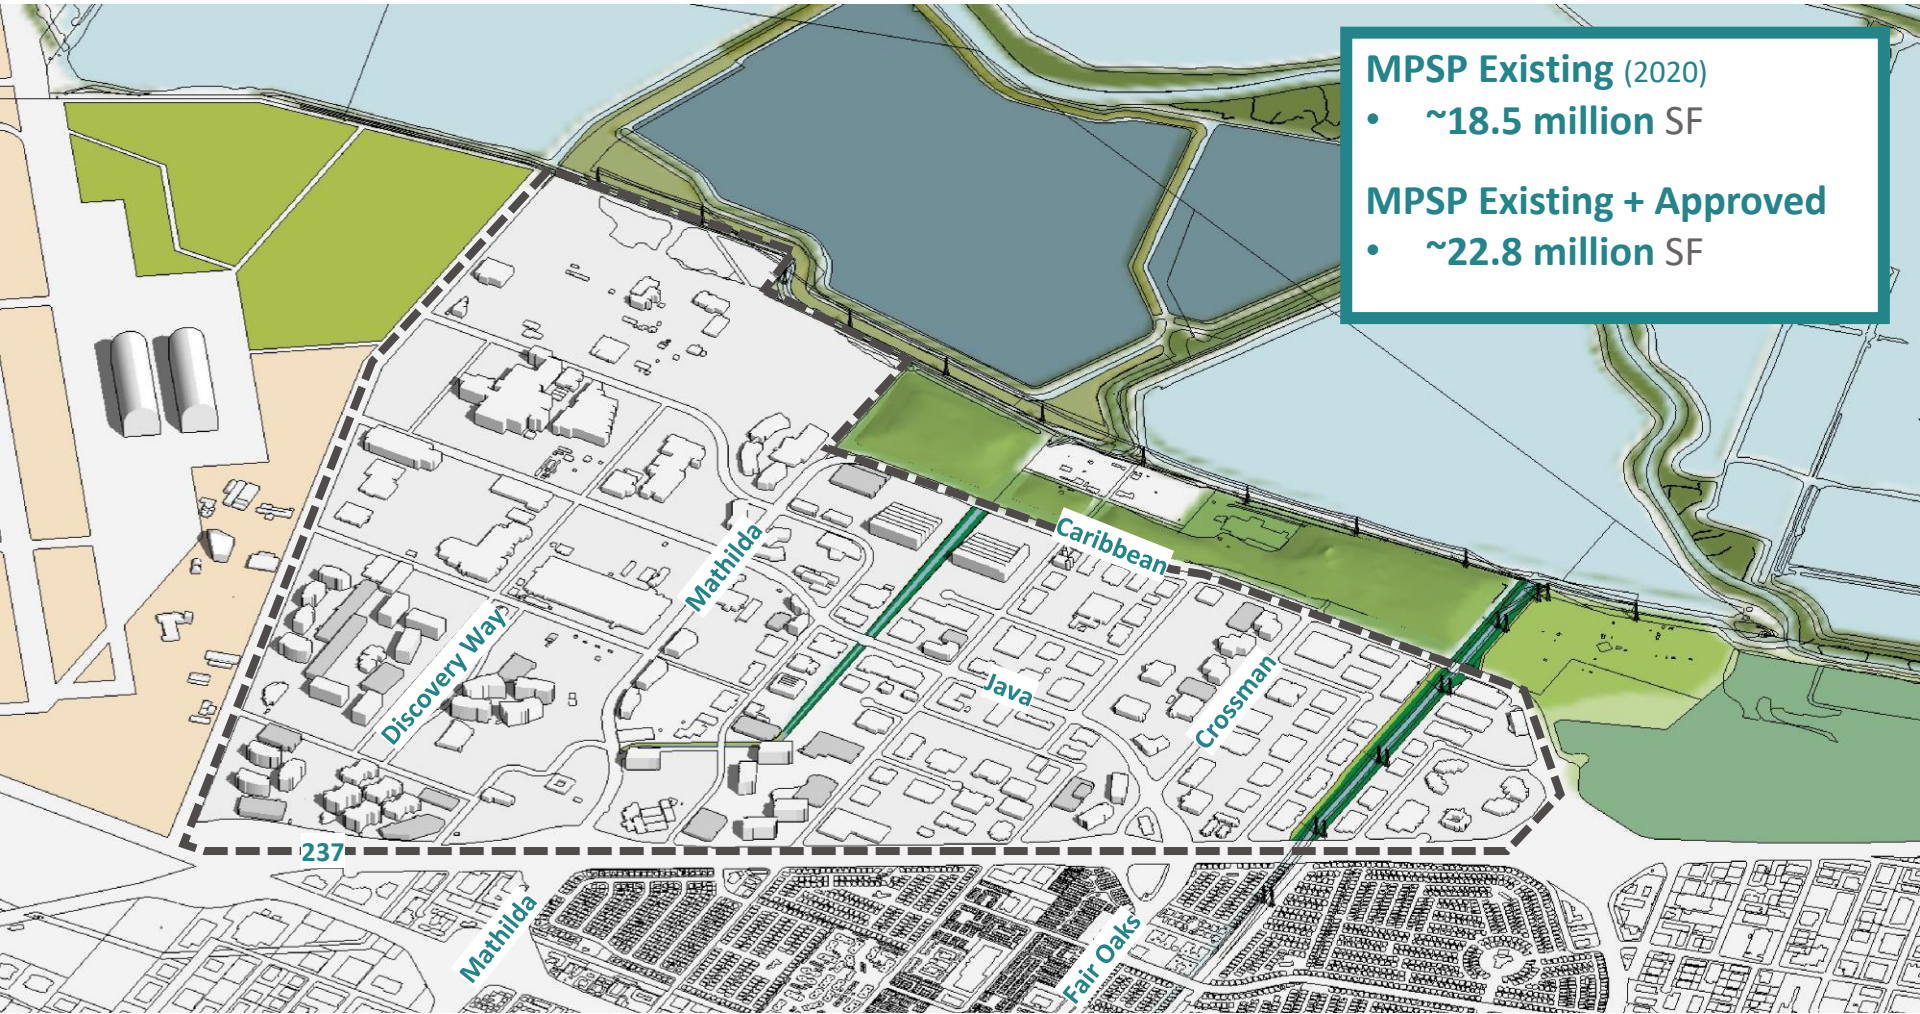 MPSP Existing (2020)
• ~18.5 million SF
MPSP Existing + Approved
• ~22.8 million SF
Caribbean
Mathilda
Discovery Way
Java
Crossman
237
Mathilda
Fair Oaks